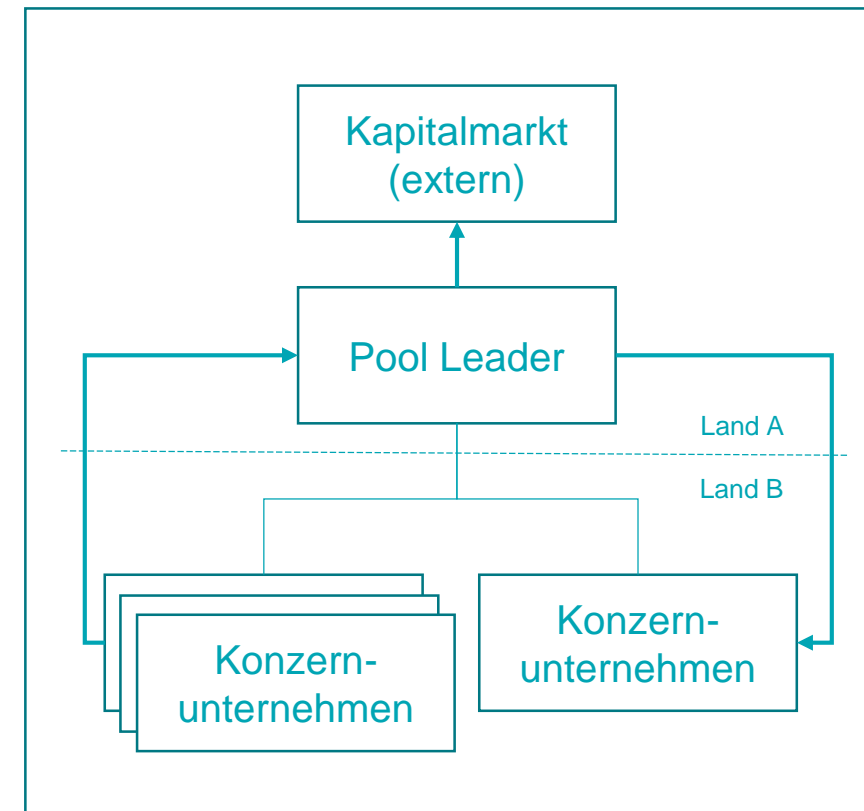 Kapitalmarkt
(extern)
Pool Leader
Land A
Land B
Konzern-
unternehmen
Konzern-
unternehmen